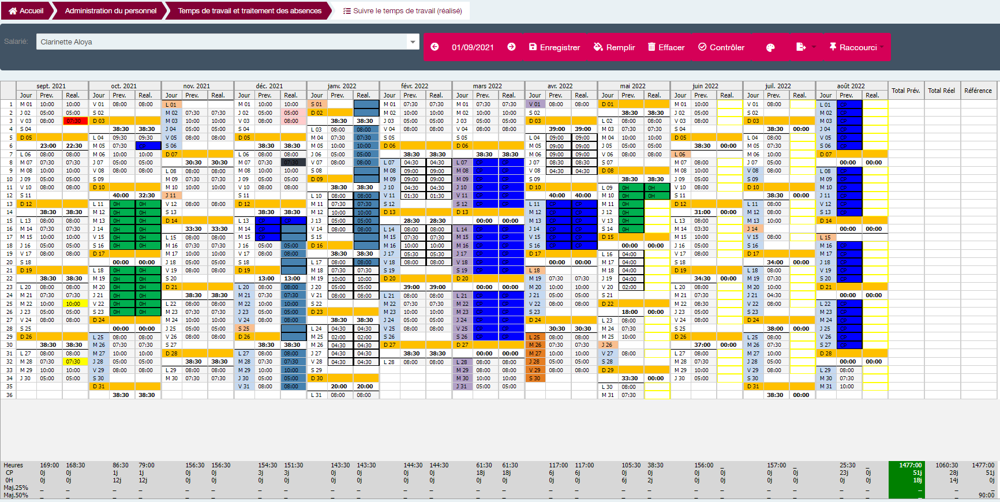 Accueil Administration du personnel Temps de travail et traitement des absences Suivre le temps de travail (réalisé)
Salarié: Clarinette Aloya 01/09/2021 Enregistrer Remplir Effacer Contrôler Raccourci
sept. 2021 oct. 2021 nov. 2021 déc. 2021 janv. 2022 févr. 2022 mars 2022 avr. 2022 mai 2022 juin 2022 juil. 2022 août 2022 Total Prév. Total Réel Référence
Jour Prev. Real. Jour Prev. Real. Jour Prev. Real. Jour Prev. Real. Jour Prev. Real. Jour Prev. Real. Jour Prev. Real. Jour Prev. Real. Jour Prev. Real. Jour Prev. Real. Jour Prev. Real. Jour Prev. Real.
1 M 01 10:00 10:00 V 01 08:00 08:00 L 01 M 01 10:00 10:00 S 01 M 01 07:30 07:30 M 01 07:30 07:30 V 01 08:00 08:00 D 01 M 01 10:00 V 01 08:00 L 01 CP
2 J 02 05:00 05:00 S 02 M 02 07:30 07:30 J 02 05:00 05:00 D 02 M 02 10:00 10:00 M 02 10:00 10:00 S 02 38:30 38:30 J 02 05:00 S 02 M 02 CP
3 V 03 08:00 07:30 D 03 M 03 10:00 10:00 V 03 08:00 08:00 38:30 38:30 J 03 05:00 05:00 J 03 05:00 05:00 D 03 L 02 08:00 08:00 V 03 08:00 D 03 M 03 CP
4 S 04 38:30 38:30 J 04 05:00 05:00 S 04 L 03 08:00 08:00 V 04 08:00 08:00 V 04 08:00 08:00 39:00 39:00 M 03 07:30 07:30 S 04 38:30 00:00 J 04 CP
5 D 05 L 04 09:30 09:30 V 05 08:00 08:00 D 05 M 04 07:30 07:30 S 05 S 05 L 04 09:00 09:00 M 04 10:00 10:00 D 05 L 04 08:00 V 05 CP
6 23:00 22:30 M 05 07:30 CP S 06 38:30 38:30 M 05 10:00 10:00 D 06 D 06 M 05 09:00 09:00 J 05 05:00 05:00 38:30 00:00 M 05 07:30 S 06 CP
7 L 06 08:00 08:00 M 06 10:00 10:00 D 07 L 06 08:00 08:00 J 06 05:00 05:00 38:30 38:30 38:30 38:30 M 06 09:00 09:00 V 06 08:00 08:00 L 06 M 06 10:00 D 07
8 M 07 07:30 07:30 J 07 05:00 05:00 30:30 30:30 M 07 07:30 07:30 V 07 08:00 08:00 L 07 04:30 04:30 L 07 CP CP J 07 08:30 08:30 S 07 M 07 08:00 J 07 05:00 00:00 00:00
9 M 08 10:00 10:00 V 08 08:00 08:00 L 08 08:00 08:00 M 08 10:00 10:00 S 08 M 08 09:00 09:00 M 08 CP CP V 08 04:30 04:30 D 08 M 08 10:00 V 08 08:00 L 08 CP
10 J 09 05:00 05:00 S 09 M 09 07:30 07:30 J 09 05:00 05:00 D 09 M 09 09:00 09:00 M 09 CP CP S 09 38:30 38:30 J 09 05:00 S 09 M 09 CP
11 V 10 08:00 08:00 D 10 M 10 10:00 10:00 V 10 08:00 08:00 38:30 38:30 J 10 04:30 04:30 J 10 CP CP D 10 L 09 0H 0H V 10 08:00 D 10 M 10 CP
12 S 11 40:00 32:30 J 11 S 11 L 10 08:00 08:00 V 11 01:30 01:30 V 11 CP CP 40:00 40:00 M 10 0H 0H S 11 38:30 00:00 J 11 CP
13 D 12 L 11 0H 0H V 12 08:00 08:00 D 12 M 11 07:30 07:30 S 12 S 12 CP CP L 11 CP CP M 11 0H D 12 L 11 08:00 V 12 CP
14 38:30 38:30 M 12 0H 0H S 13 38:30 38:30 M 12 10:00 10:00 D 13 D 13 M 12 CP CP J 12 0H 31:00 00:00 M 12 08:00 S 13 CP
15 L 13 08:00 08:00 M 13 0H 0H D 14 L 13 CP CP J 13 05:00 05:00 28:30 28:30 00:00 00:00 M 13 CP CP V 13 0H L 13 08:00 M 13 10:00 D 14
16 M 14 07:30 07:30 J 14 0H 0H 33:30 33:30 M 14 CP V 14 08:00 08:00 L 14 08:00 08:00 L 14 CP CP J 14 CP CP S 14 0H M 14 03:30 J 14 00:00 00:00
17 M 15 10:00 10:00 V 15 0H 0H L 15 08:00 08:00 M 15 CP S 15 M 15 07:30 07:30 M 15 CP CP V 15 CP CP D 15 M 15 10:00 V 15 08:00 L 15
18 J 16 05:00 05:00 S 16 0H 0H M 16 07:30 07:30 J 16 05:00 05:00 D 16 M 16 10:00 10:00 M 16 CP CP S 16 CP CP 00:00 00:00 J 16 05:00 S 16 M 16 CP
19 V 17 08:00 08:00 D 17 M 17 10:00 10:00 V 17 08:00 08:00 38:30 38:30 J 17 05:30 05:30 J 17 CP CP D 17 L 16 04:00 V 17 08:00 D 17 M 17 CP
20 S 18 00:00 00:00 J 18 05:00 05:00 S 18 L 17 08:00 08:00 V 18 08:00 08:00 V 18 CP CP 00:00 00:00 M 17 04:00 S 18 34:00 00:00 J 18 CP
21 D 19 L 18 0H 0H V 19 08:00 08:00 D 19 M 18 07:30 07:30 S 19 S 19 CP CP L 18 M 18 04:00 D 19 L 18 08:00 V 19 CP
22 38:30 38:30 M 19 0H 0H S 20 13:00 13:00 M 19 10:00 10:00 D 20 D 20 M 19 07:30 07:30 J 19 04:00 34:30 00:00 M 19 07:30 S 20 CP
23 L 20 08:00 08:00 M 20 0H 0H D 21 L 20 08:00 08:00 J 20 05:00 05:00 39:00 39:00 00:00 00:00 M 20 10:00 10:00 V 20 02:00 L 20 08:00 M 20 10:00 D 21
24 M 21 07:30 07:30 J 21 0H 0H 38:30 38:30 M 21 07:30 07:30 V 21 08:00 08:00 L 21 08:00 08:00 L 21 CP CP J 21 05:00 05:00 S 21 M 21 10:00 J 21 04:30 00:00 00:00
25 M 22 10:00 10:00 V 22 0H 0H L 22 08:00 08:00 M 22 10:00 10:00 S 22 M 22 07:30 07:30 M 22 CP CP V 22 08:00 08:00 D 22 M 22 08:30 V 22 08:00 L 22 CP
26 J 23 05:00 05:00 S 23 0H 0H M 23 07:30 07:30 J 23 05:00 05:00 D 23 M 23 10:00 10:00 M 23 CP CP S 23 18:00 00:00 J 23 05:00 S 23 M 23 CP
27 V 24 08:00 08:00 D 24 M 24 10:00 10:00 V 24 08:00 08:00 38:30 38:30 J 24 05:00 05:00 J 24 CP CP D 24 L 23 08:00 V 24 08:00 D 24 M 24 CP
28 S 25 00:00 00:00 J 25 05:00 05:00 S 25 L 24 04:30 04:30 V 25 08:00 08:00 V 25 CP CP 30:30 30:30 M 24 07:30 S 25 38:00 00:00 J 25 CP
29 D 26 L 25 08:00 08:00 V 26 08:00 08:00 D 26 M 25 02:00 02:00 S 26 S 26 CP CP L 25 08:00 08:00 M 25 10:00 D 26 L 25 08:00 V 26 CP
30 38:30 38:30 M 26 07:30 07:30 S 27 38:30 38:30 M 26 04:30 04:30 D 27 D 27 M 26 07:30 07:30 J 26 37:00 00:00 M 26 07:30 S 27 CP
31 L 27 08:00 08:00 M 27 10:00 10:00 D 28 L 27 08:00 08:00 J 27 04:30 04:30 38:30 38:30 00:00 00:00 M 27 10:00 10:00 V 27 08:00 L 27 08:00 M 27 10:00 D 28
32 M 28 07:30 07:30 J 28 05:00 05:00 38:30 38:30 M 28 07:30 07:30 V 28 04:30 04:30 L 28 08:00 08:00 L 28 08:00 08:00 J 28 05:00 05:00 S 28 M 28 07:30 J 28 05:00 00:00 00:00
33 M 29 10:00 10:00 V 29 08:00 08:00 L 29 08:00 08:00 M 29 10:00 10:00 S 29 M 29 08:00 08:00 V 29 08:00 08:00 D 29 M 29 10:00 V 29 08:00 L 29 08:00
34 J 30 05:00 05:00 S 30 M 30 07:30 07:30 J 30 05:00 05:00 D 30 M 30 10:00 10:00 S 30 33:30 00:00 J 30 05:00 S 30 M 30 07:30
35 D 31 V 31 08:00 08:00 20:00 20:00 J 31 05:00 05:00 L 30 08:00 D 31 M 31 10:00
36 38:30 38:30 L 31 08:00 08:00 M 31 07:30 38:30 00:00
Heures 169:00 168:30 86:30 79:00 156:30 156:30 154:30 151:30 143:30 143:30 144:30 144:30 61:30 61:30 117:00 117:00 105:30 38:30 156:00 _ 157:00 _ 25:30 _ 1477:00 1060:30 1477:00
CP 0j 0j 1j 1j 0j 0j 3j 3j 0j 0j 0j 0j 18j 18j 6j 6j 0j 0j 0j 0j 0j 0j 23j 0j 51j 28j 51j
0H 0j 0j 12j 12j 0j 0j 0j 0j 0j 0j 0j 0j 0j 0j 0j 0j 6j 2j 0j 0j 0j 0j 0j 0j 18j 14j 0j
Maj.25% _ _ _ _ _ _ _ _ _ _ _ _ _ _ _ _ _ _ _ _ _ _ _ _ _ _ _
Maj.50% _ _ _ _ _ _ _ _ _ _ _ _ _ _ _ _ _ _ _ _ _ _ _ _ _ _ 90:00